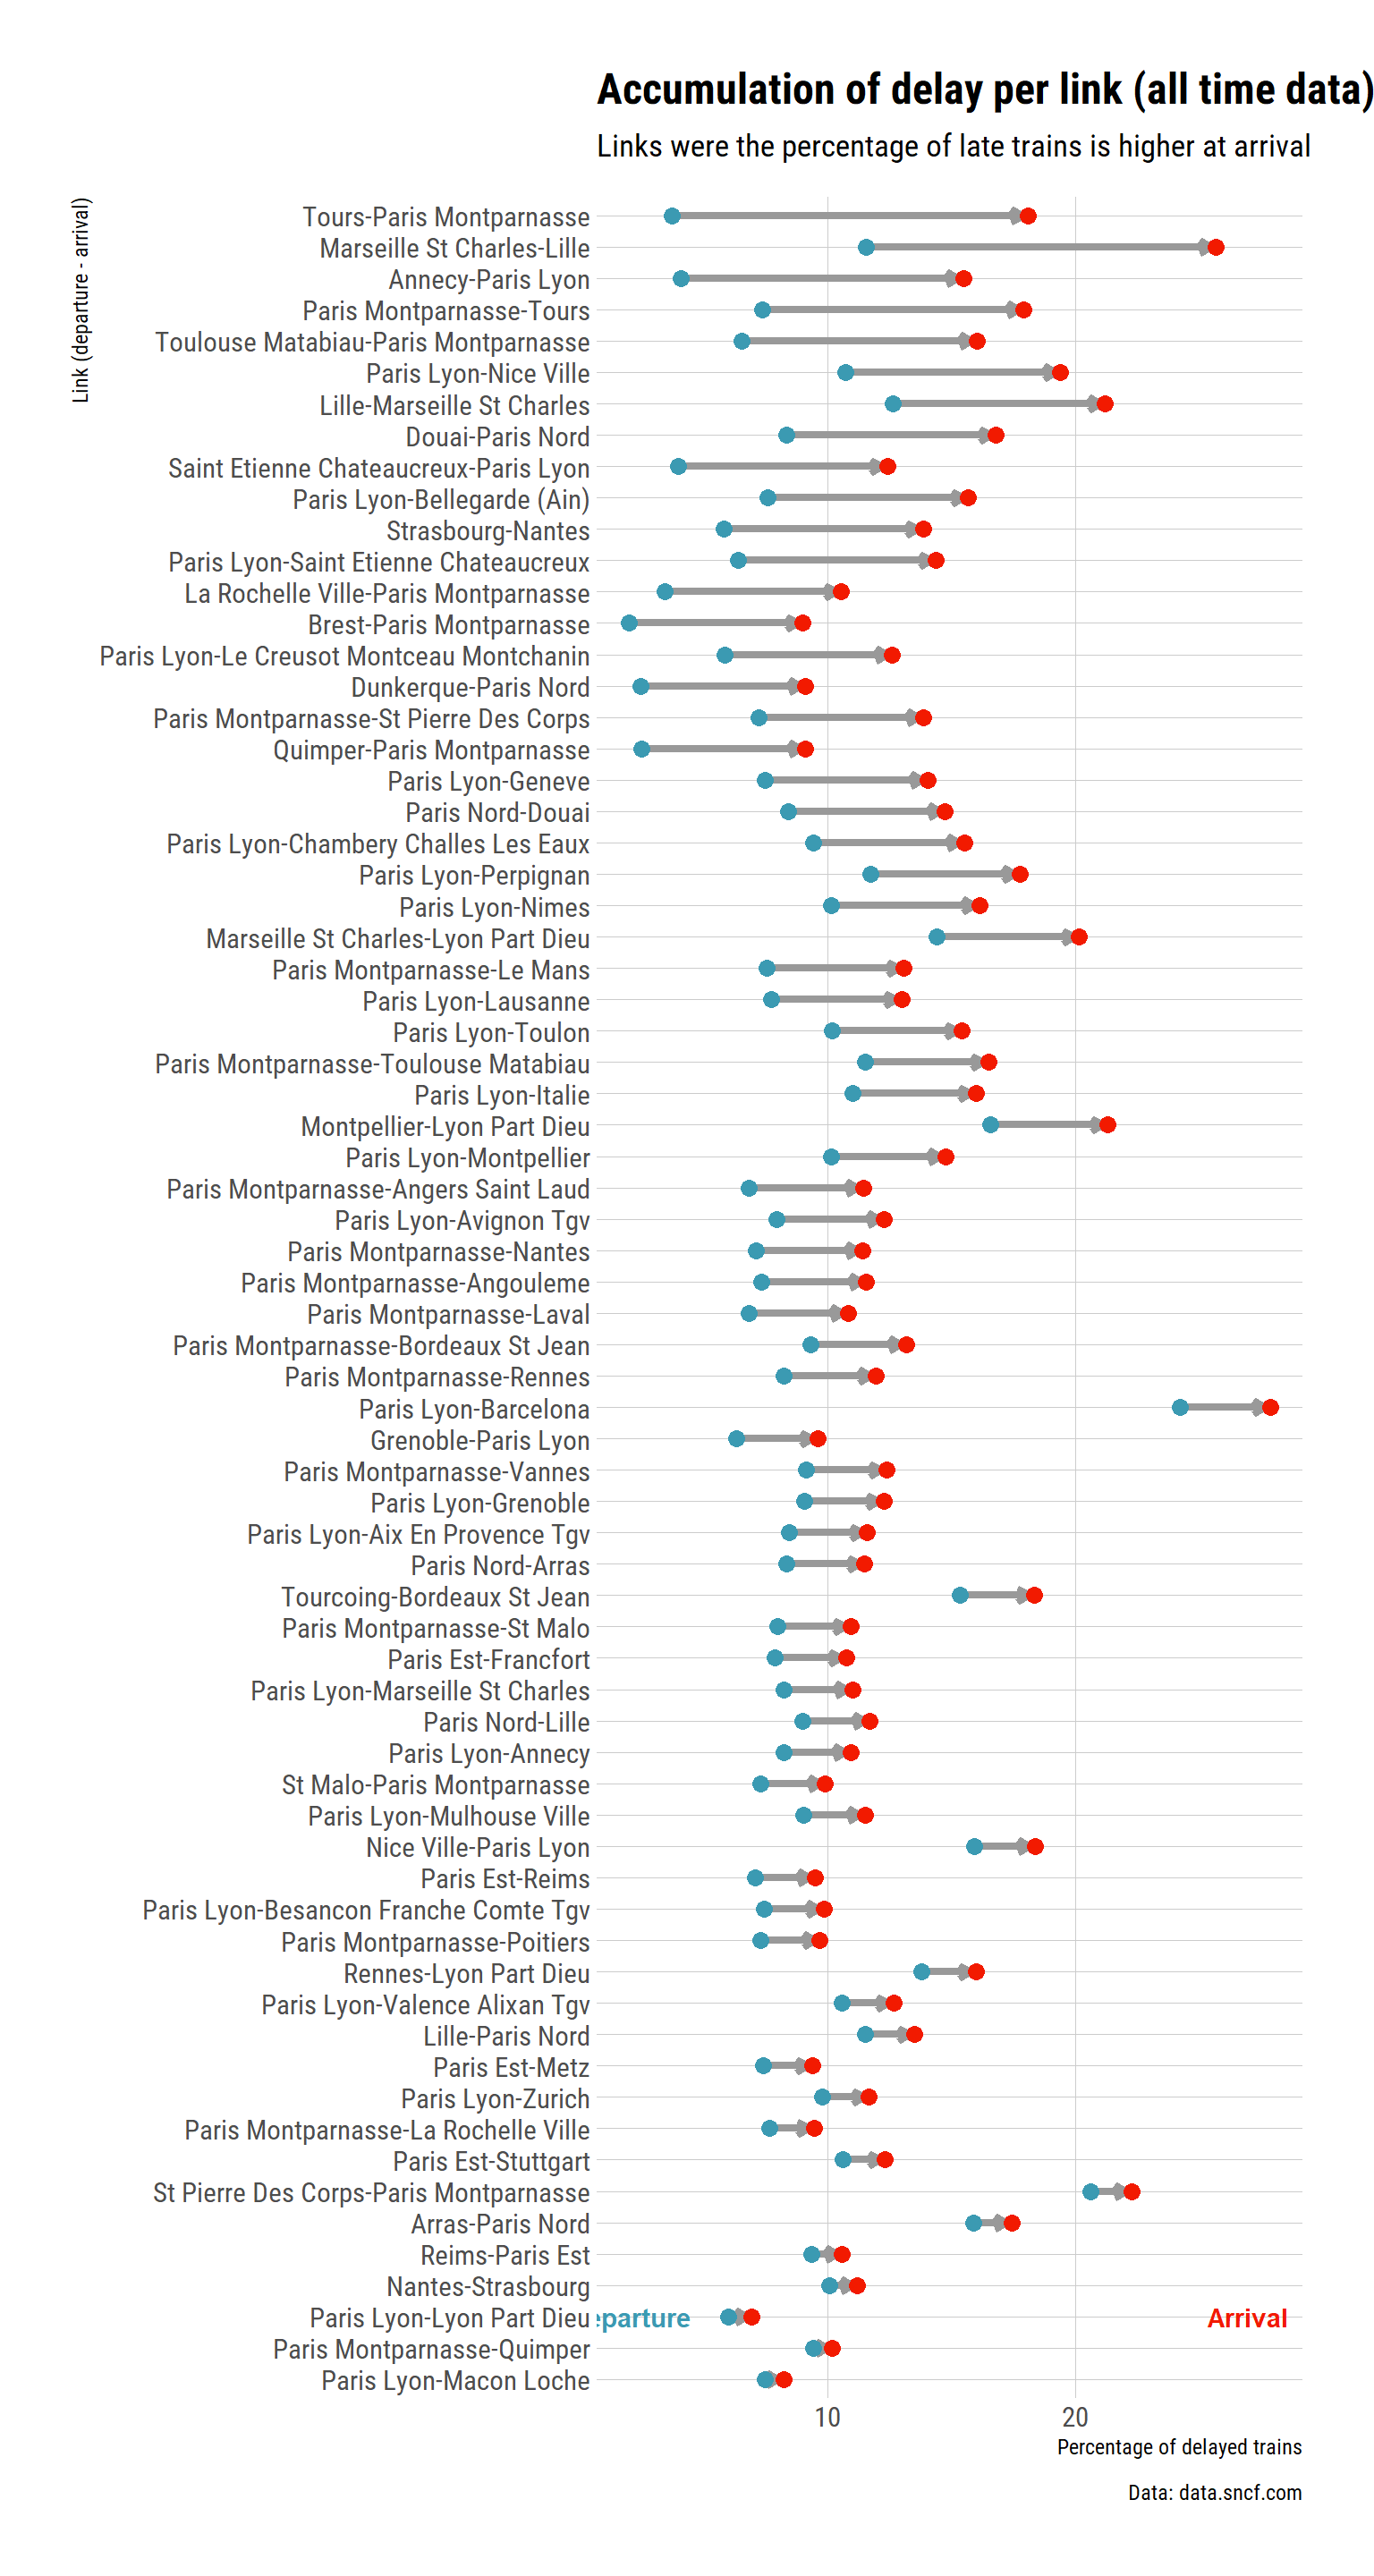 Accumulation of delay per link (all time data)
Links were the percentage of late trains is higher at arrival
Link (departure - arrival)
Tours-Paris Montparnasse
Marseille St Charles-Lille
Annecy-Paris Lyon
Paris Montparnasse-Tours
Toulouse Matabiau-Paris Montparnasse
Paris Lyon-Nice Ville
Lille-Marseille St Charles
Douai-Paris Nord
Saint Etienne Chateaucreux-Paris Lyon
Paris Lyon-Bellegarde (Ain)
Strasbourg-Nantes
Paris Lyon-Saint Etienne Chateaucreux
La Rochelle Ville-Paris Montparnasse
Brest-Paris Montparnasse
Paris Lyon-Le Creusot Montceau Montchanin
Dunkerque-Paris Nord
Paris Montparnasse-St Pierre Des Corps
Quimper-Paris Montparnasse
Paris Lyon-Geneve
Paris Nord-Douai
Paris Lyon-Chambery Challes Les Eaux
Paris Lyon-Perpignan
Paris Lyon-Nimes
Marseille St Charles-Lyon Part Dieu
Paris Montparnasse-Le Mans
Paris Lyon-Lausanne
Paris Lyon-Toulon
Paris Montparnasse-Toulouse Matabiau
Paris Lyon-Italie
Montpellier-Lyon Part Dieu
Paris Lyon-Montpellier
Paris Montparnasse-Angers Saint Laud
Paris Lyon-Avignon Tgv
Paris Montparnasse-Nantes
Paris Montparnasse-Angouleme
Paris Montparnasse-Laval
Paris Montparnasse-Bordeaux St Jean
Paris Montparnasse-Rennes
Paris Lyon-Barcelona
Grenoble-Paris Lyon
Paris Montparnasse-Vannes
Paris Lyon-Grenoble
Paris Lyon-Aix En Provence Tgv
Paris Nord-Arras
Tourcoing-Bordeaux St Jean
Paris Montparnasse-St Malo
Paris Est-Francfort
Paris Lyon-Marseille St Charles
Paris Nord-Lille
Paris Lyon-Annecy
St Malo-Paris Montparnasse
Paris Lyon-Mulhouse Ville
Nice Ville-Paris Lyon
Paris Est-Reims
Paris Lyon-Besancon Franche Comte Tgv
Paris Montparnasse-Poitiers
Rennes-Lyon Part Dieu
Paris Lyon-Valence Alixan Tgv
Lille-Paris Nord
Paris Est-Metz
Paris Lyon-Zurich
Paris Montparnasse-La Rochelle Ville
Paris Est-Stuttgart
St Pierre Des Corps-Paris Montparnasse
Arras-Paris Nord
Reims-Paris Est
Nantes-Strasbourg
Paris Lyon-Lyon Part Dieu eparture Arrival
Paris Montparnasse-Quimper
Paris Lyon-Macon Loche
10 20
Percentage of delayed trains
Data: data.sncf.com